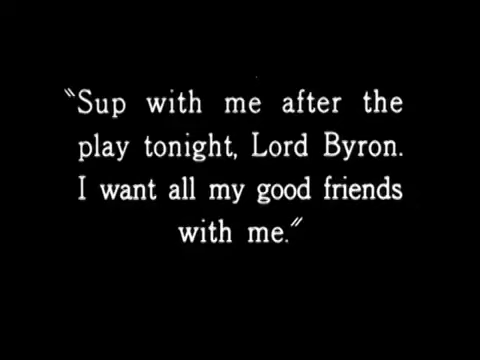 "Sup with me after the
play tonight, Lord Byron.
I want all my good friends
with me."